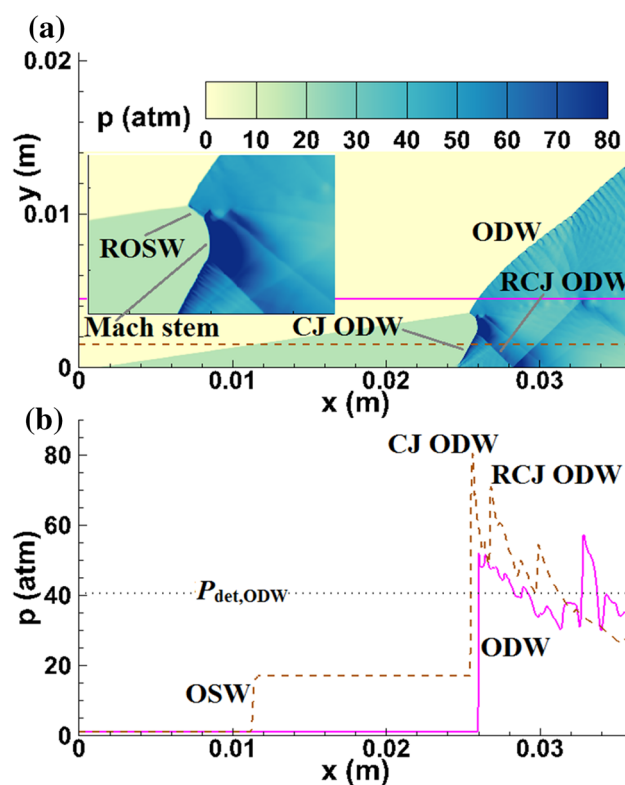 (a)
0.02
p (atm)
0 10 20 30 40 50 60 70 80
y (m)
0.01
ROSW
ODW
RCJ ODW
Mach stem
CJ ODW
0
0 0.01 0.02 0.03
x (m)
(b)
80
CJ ODW
RCJ ODW
60
p (atm)
40
Pdet,ODW
20
OSW
ODW
0
0 0.01 0.02 0.03
x (m)